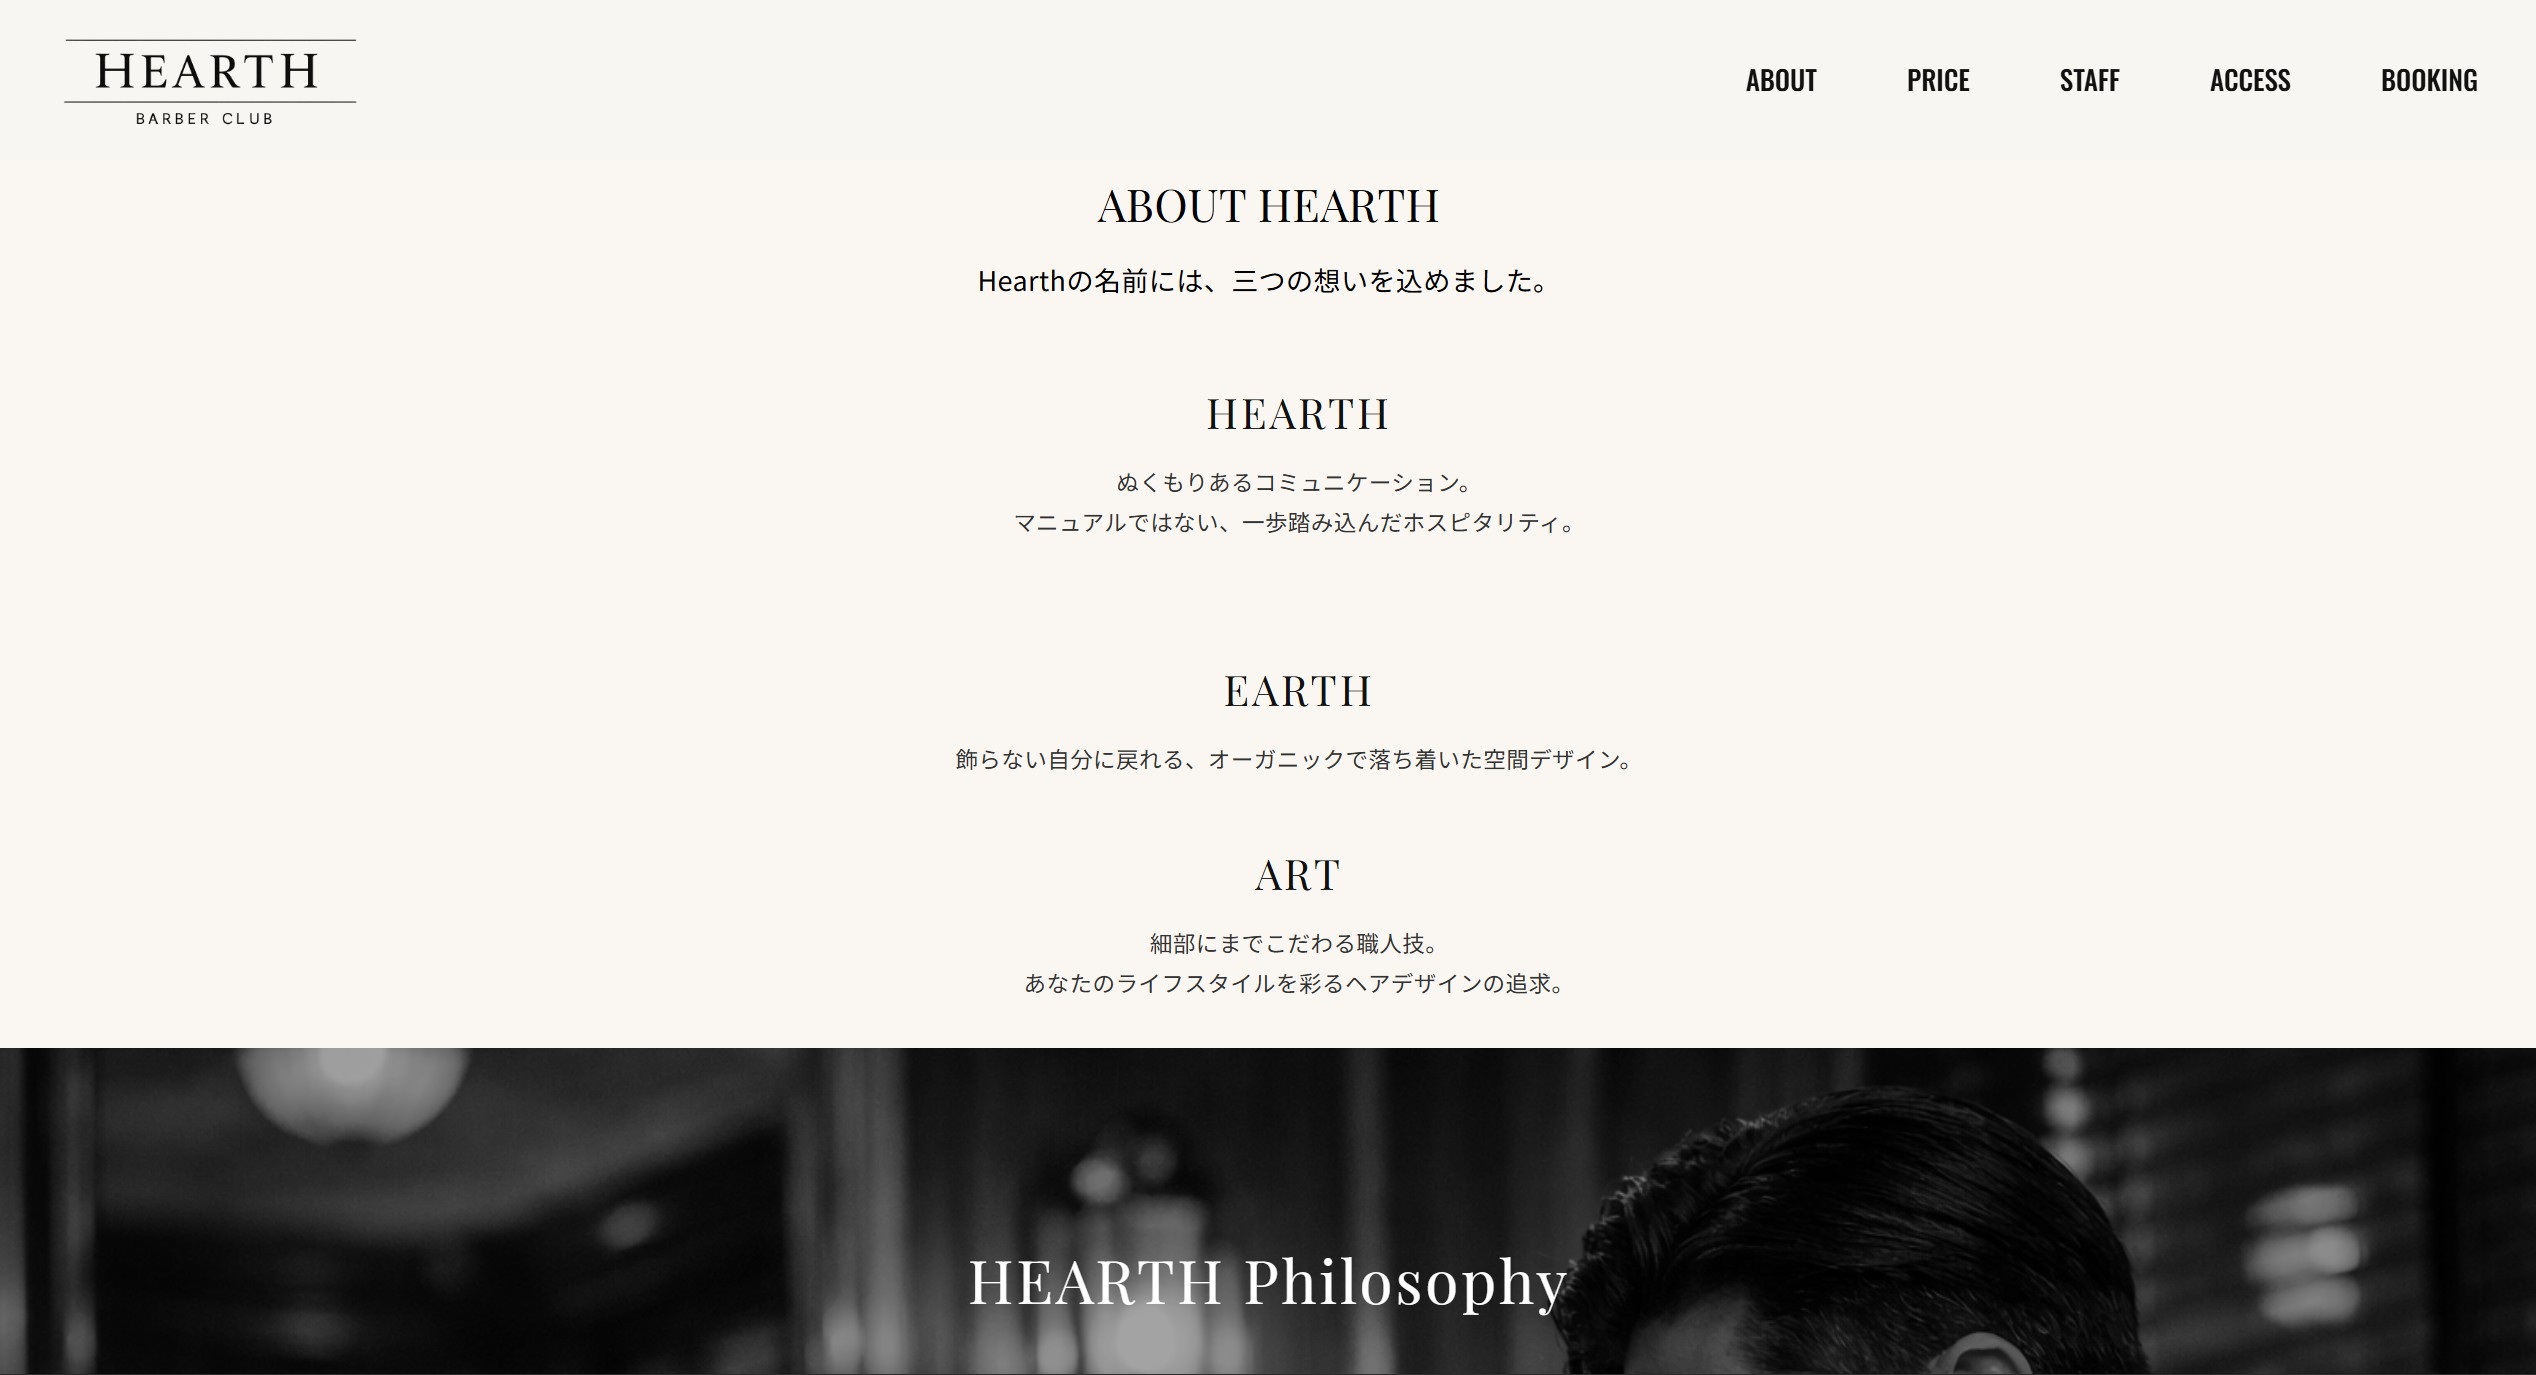 HEARTH
BARBER CLUB
ABOUT PRICE STAFF ACCESS BOOKING
ABOUT HEARTH
Hearthの名前には、三つの想いを込めました。
HEARTH
ぬくもりあるコミュニケーション。
マニュアルではない、一歩踏み込んだホスピタリティ。
EARTH
飾らない自分に戻れる、オーガニックで落ち着いた空間デザイン。
ART
細部にまでこだわる職人技。
あなたのライフスタイルを彩るヘアデザインの追求。
HEARTH Philosophy